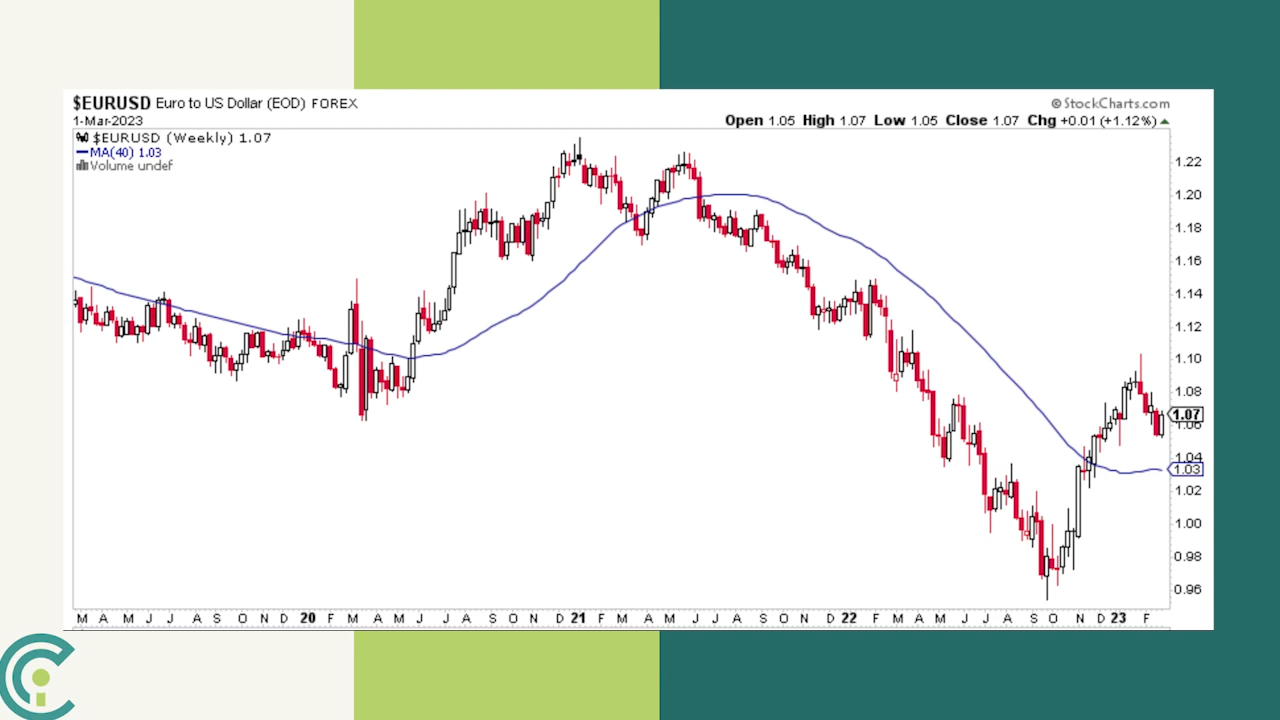 $EURUSD Euro to US Dollar (EOD) FOREX
© StockCharts.com
1-Mar-2023
Open 1.05 High 1.07 Low 1.05 Close 1.07 Chg +0.01 (+1.12%)
$EURUSD (Weekly) 1.07
MA(40) 1.03
Volume undef
1.22
1.20
1.18
1.16
1.14
1.12
1.10
1.08
1.07
1.06
1.04
1.03
1.02
1.00
0.98
0.96
M A M J J A S O N D 20 F M A M J J A S O N D 21 F M A M J J A S O N D 22 F M A M J J A S O N D 23 F